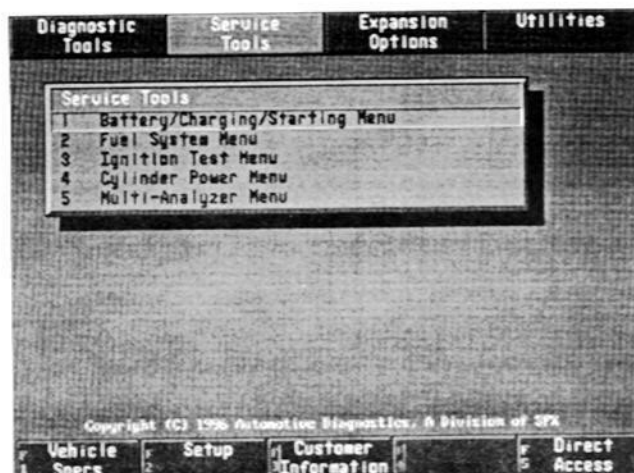 Diagnostic Tools
Service Tools
Expansion Options
Utilities
Service Tools
1 Battery/Charging/Starting Menu
2 Fuel System Menu
3 Ignition Test Menu
4 Cylinder Power Menu
5 Multi-Analyzer Menu
Copyright (C) 1996 Automotive Diagnostics, A Division of SPX
F1 Vehicle Specs
F2 Setup
F3 Customer Information
F4
F5 Direct Access